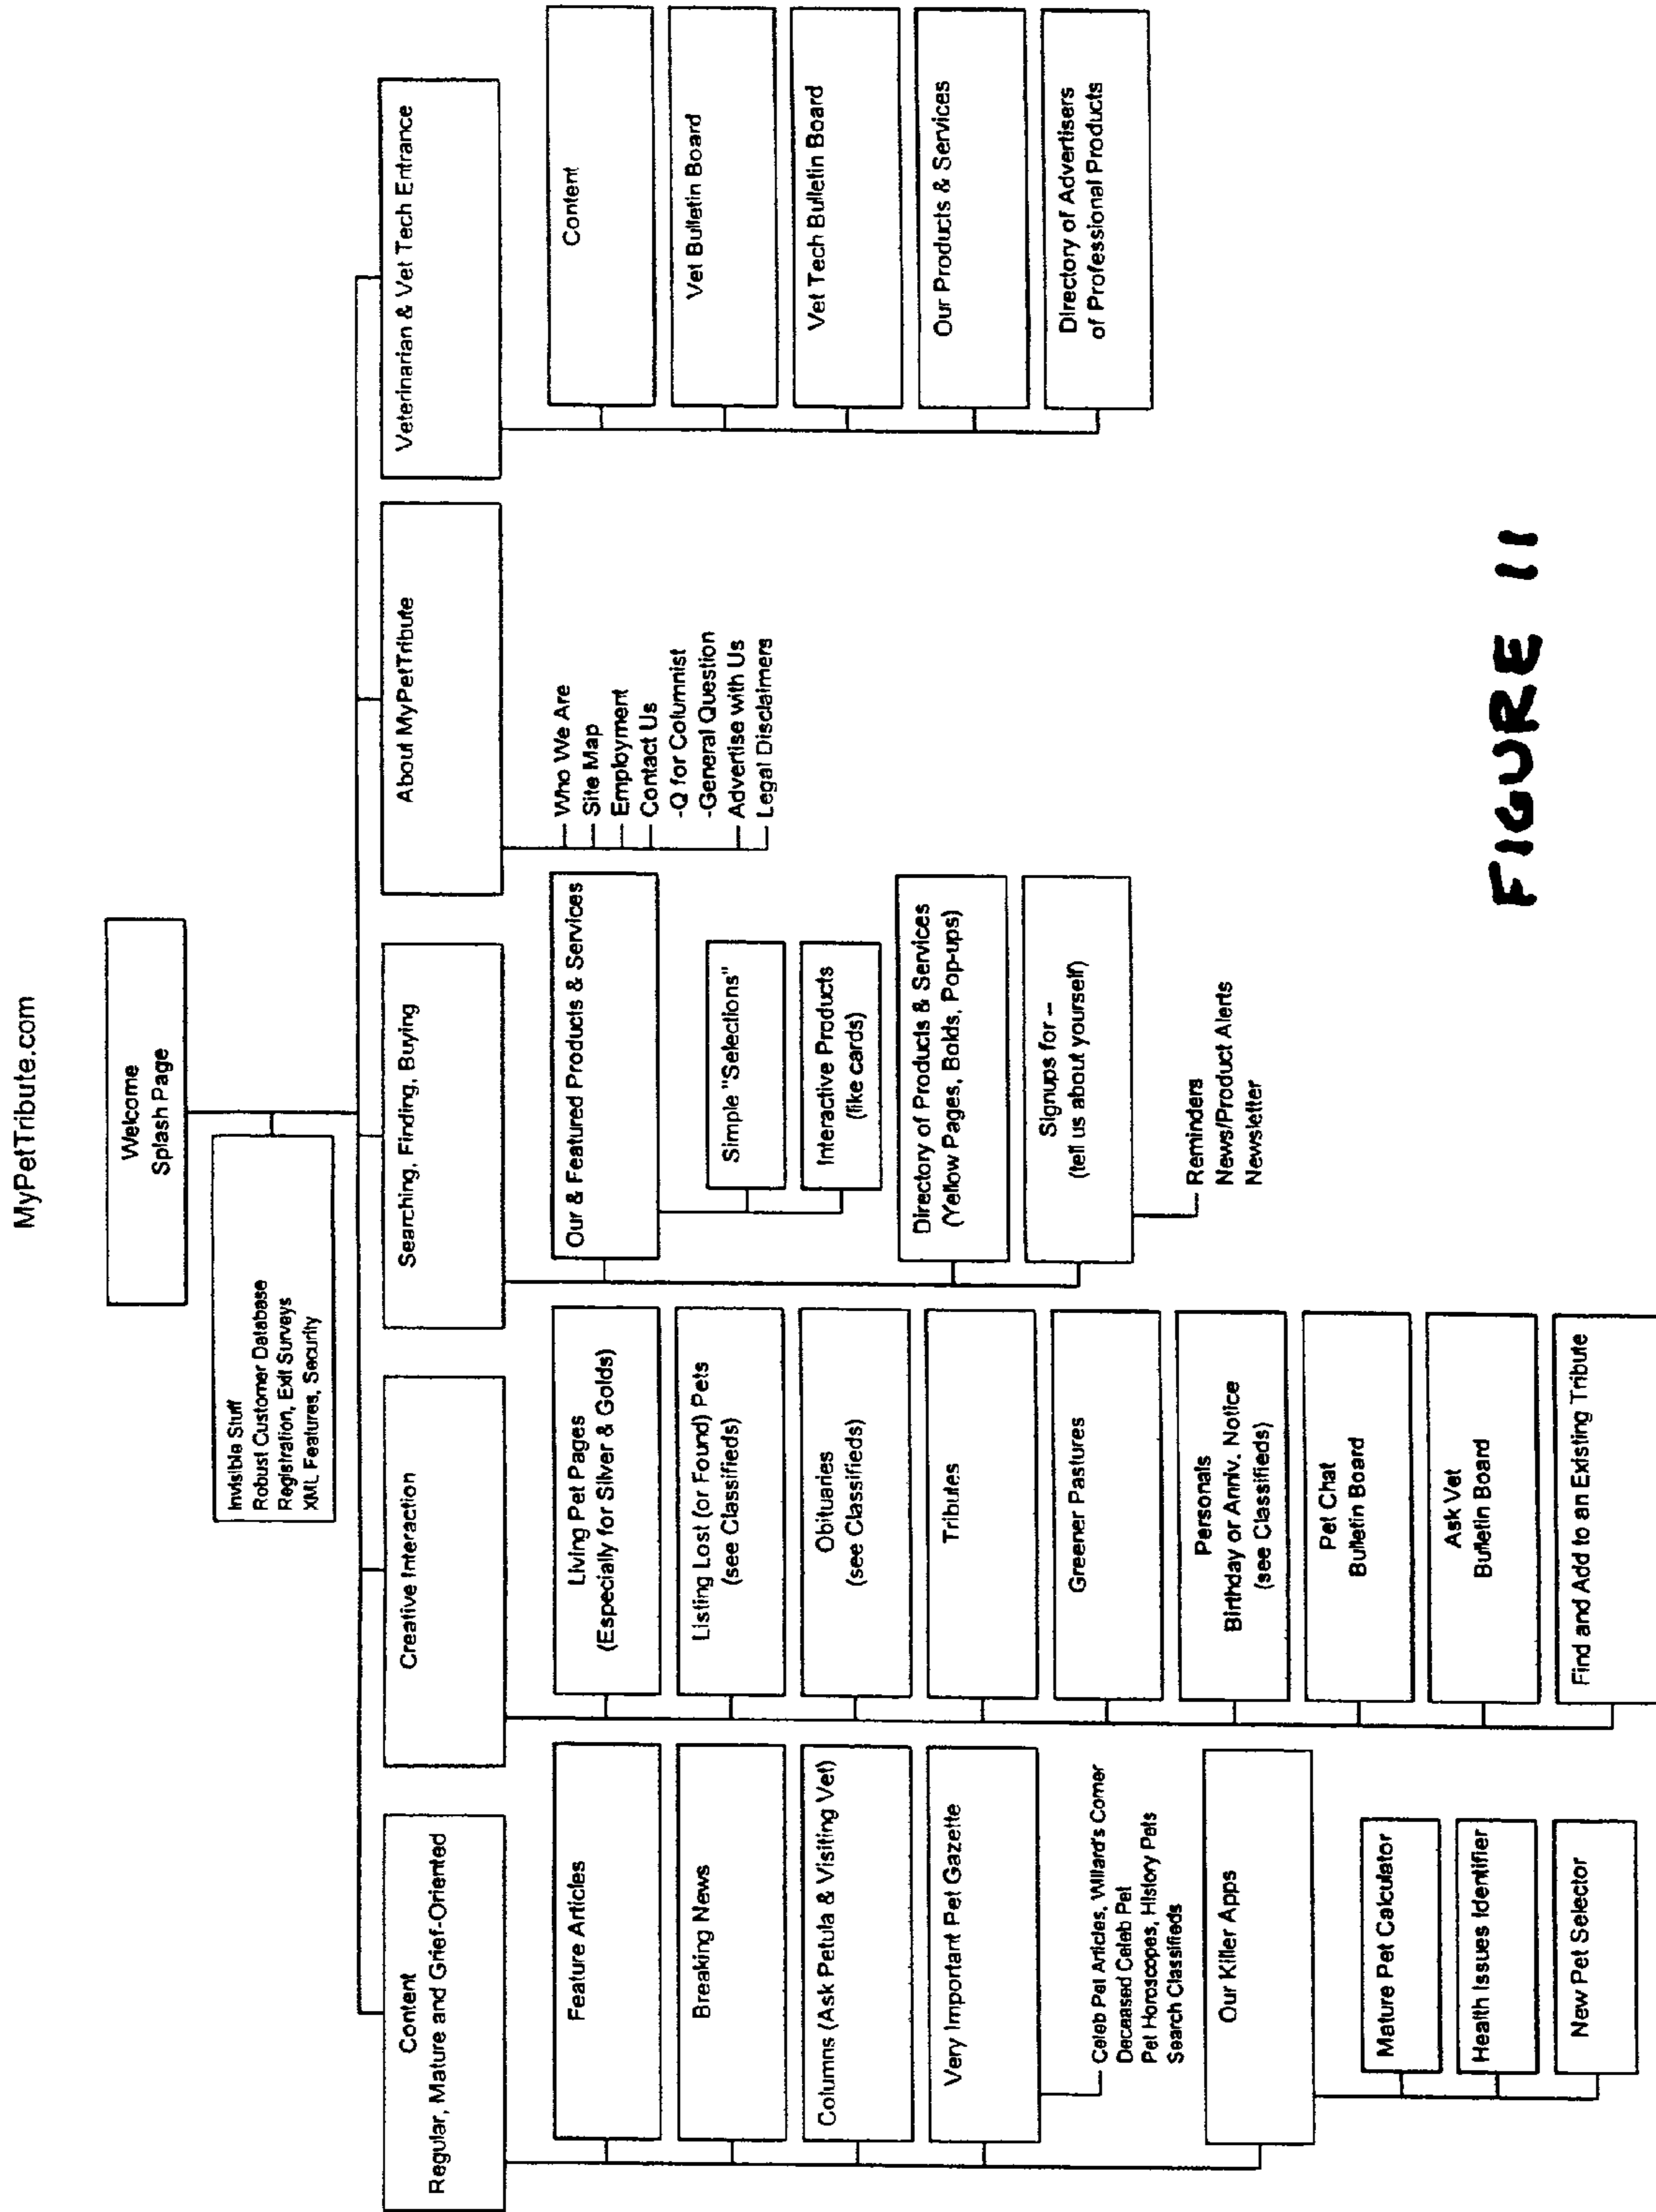 MyPetTribute.com
Welcome
Splash Page
Invisible Stuff
Robust Customer Database
Registration, Exit Surveys
XML Features, Security
Content
Regular, Mature and Grief-Oriented
Feature Articles
Breaking News
Columns (Ask Petula & Visiting Vet)
Very Important Pet Gazette
Celeb Pet Articles, Willard's Corner
Deceased Celeb Pet
Pet Horoscopes, History Pets
Search Classifieds
Our Killer Apps
Mature Pet Calculator
Health Issues Identifier
New Pet Selector
Creative Interaction
Living Pet Pages
(Especially for Silver & Golds)
Listing Lost (or Found) Pets
(see Classifieds)
Obituaries
(see Classifieds)
Tributes
Greener Pastures
Personals
Birthday or Anniv. Notice
(see Classifieds)
Pet Chat
Bulletin Board
Ask Vet
Bulletin Board
Find and Add to an Existing Tribute
Searching, Finding, Buying
Our & Featured Products & Services
Simple "Selections"
Interactive Products
(like cards)
Directory of Products & Services
(Yellow Pages, Bolds, Pop-ups)
Signups for --
(tell us about yourself)
Reminders
News/Product Alerts
Newsletter
About MyPetTribute
Who We Are
Site Map
Employment
Contact Us
-Q for Columnist
-General Question
Advertise with Us
Legal Disclaimers
Veterinarian & Vet Tech Entrance
Content
Vet Bulletin Board
Vet Tech Bulletin Board
Our Products & Services
Directory of Advertisers
of Professional Products
FIGURE 11